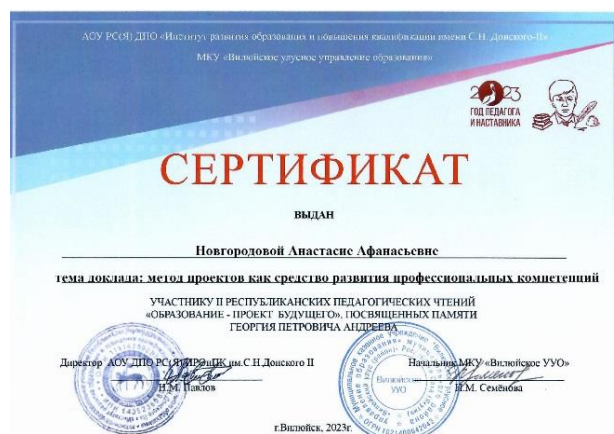 АОУ РС(Я) ДПО «Институт развития образования и повышения квалификации имени С.Н. Донского-II»
МКУ «Вилюйское улусное управление образования»
2023
ГОД ПЕДАГОГА
И НАСТАВНИКА
СЕРТИФИКАТ
ВЫДАН
Новгородовой Анастасие Афанасьевне
тема доклада: метод проектов как средство развития профессиональных компетенций
УЧАСТНИКУ II РЕСПУБЛИКАНСКИХ ПЕДАГОГИЧЕСКИХ ЧТЕНИЙ
«ОБРАЗОВАНИЕ - ПРОЕКТ БУДУЩЕГО», ПОСВЯЩЕННЫХ ПАМЯТИ
ГЕОРГИЯ ПЕТРОВИЧА АНДРЕЕВА
Директор АОУ ДПО РС(Я) ИРОиПК им.С.Н.Донского II
Н.М. Павлов
Начальник МКУ «Вилюйское УУО»
Н.М. Семёнова
Вилюйское
УУО
г.Вилюйск, 2023г.